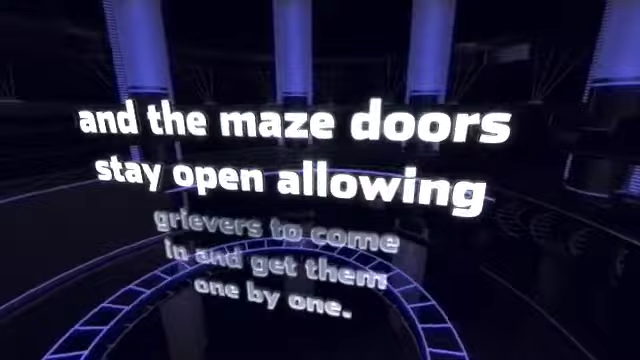 and the maze doors
stay open allowing
grievers to come
in and get them
one by one.